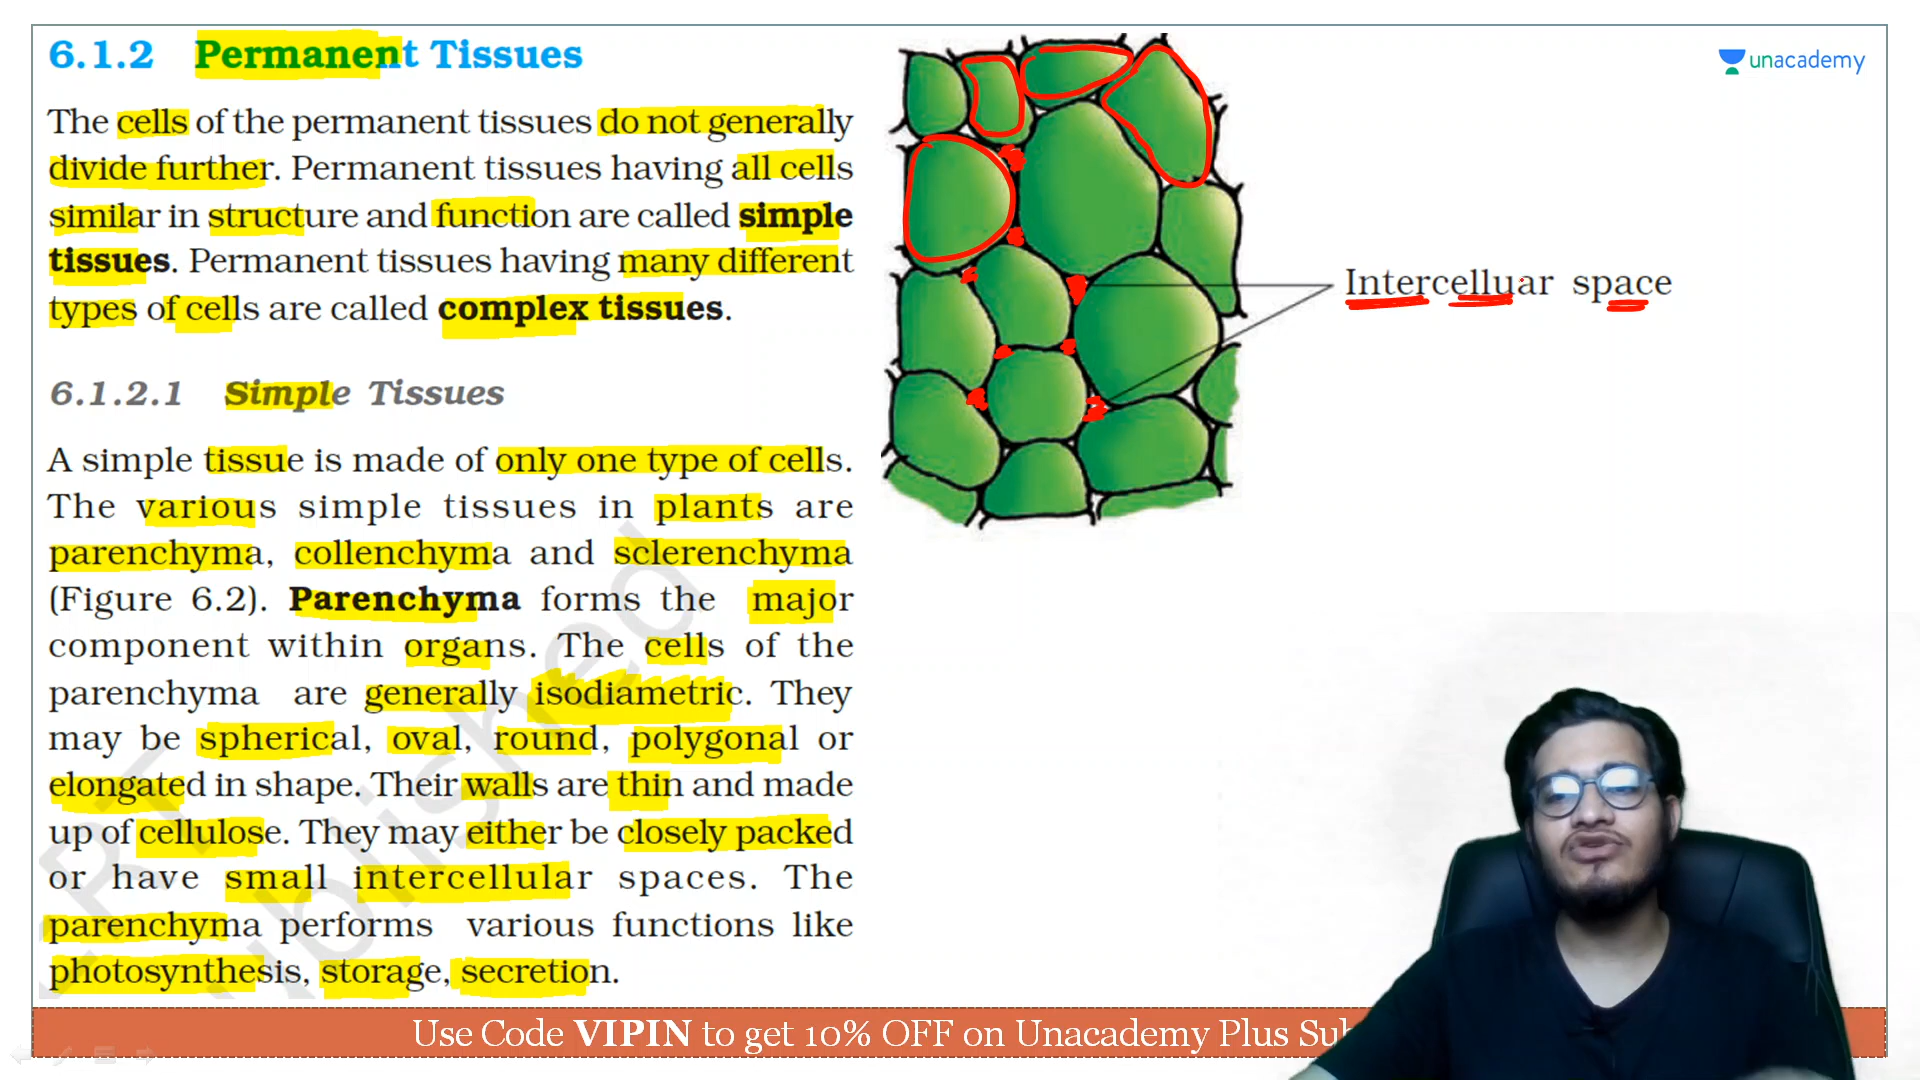 6.1.2 Permanent Tissues
The cells of the permanent tissues do not generally
divide further. Permanent tissues having all cells
similar in structure and function are called simple
tissues. Permanent tissues having many different
types of cells are called complex tissues.
6.1.2.1 Simple Tissues
A simple tissue is made of only one type of cells.
The various simple tissues in plants are
parenchyma, collenchyma and sclerenchyma
(Figure 6.2). Parenchyma forms the major
component within organs. The cells of the
parenchyma are generally isodiametric. They
may be spherical, oval, round, polygonal or
elongated in shape. Their walls are thin and made
up of cellulose. They may either be closely packed
or have small intercellular spaces. The
parenchyma performs various functions like
photosynthesis, storage, secretion.
unacademy
Intercelluar space
Use Code VIPIN to get 10% OFF on Unacademy Plus